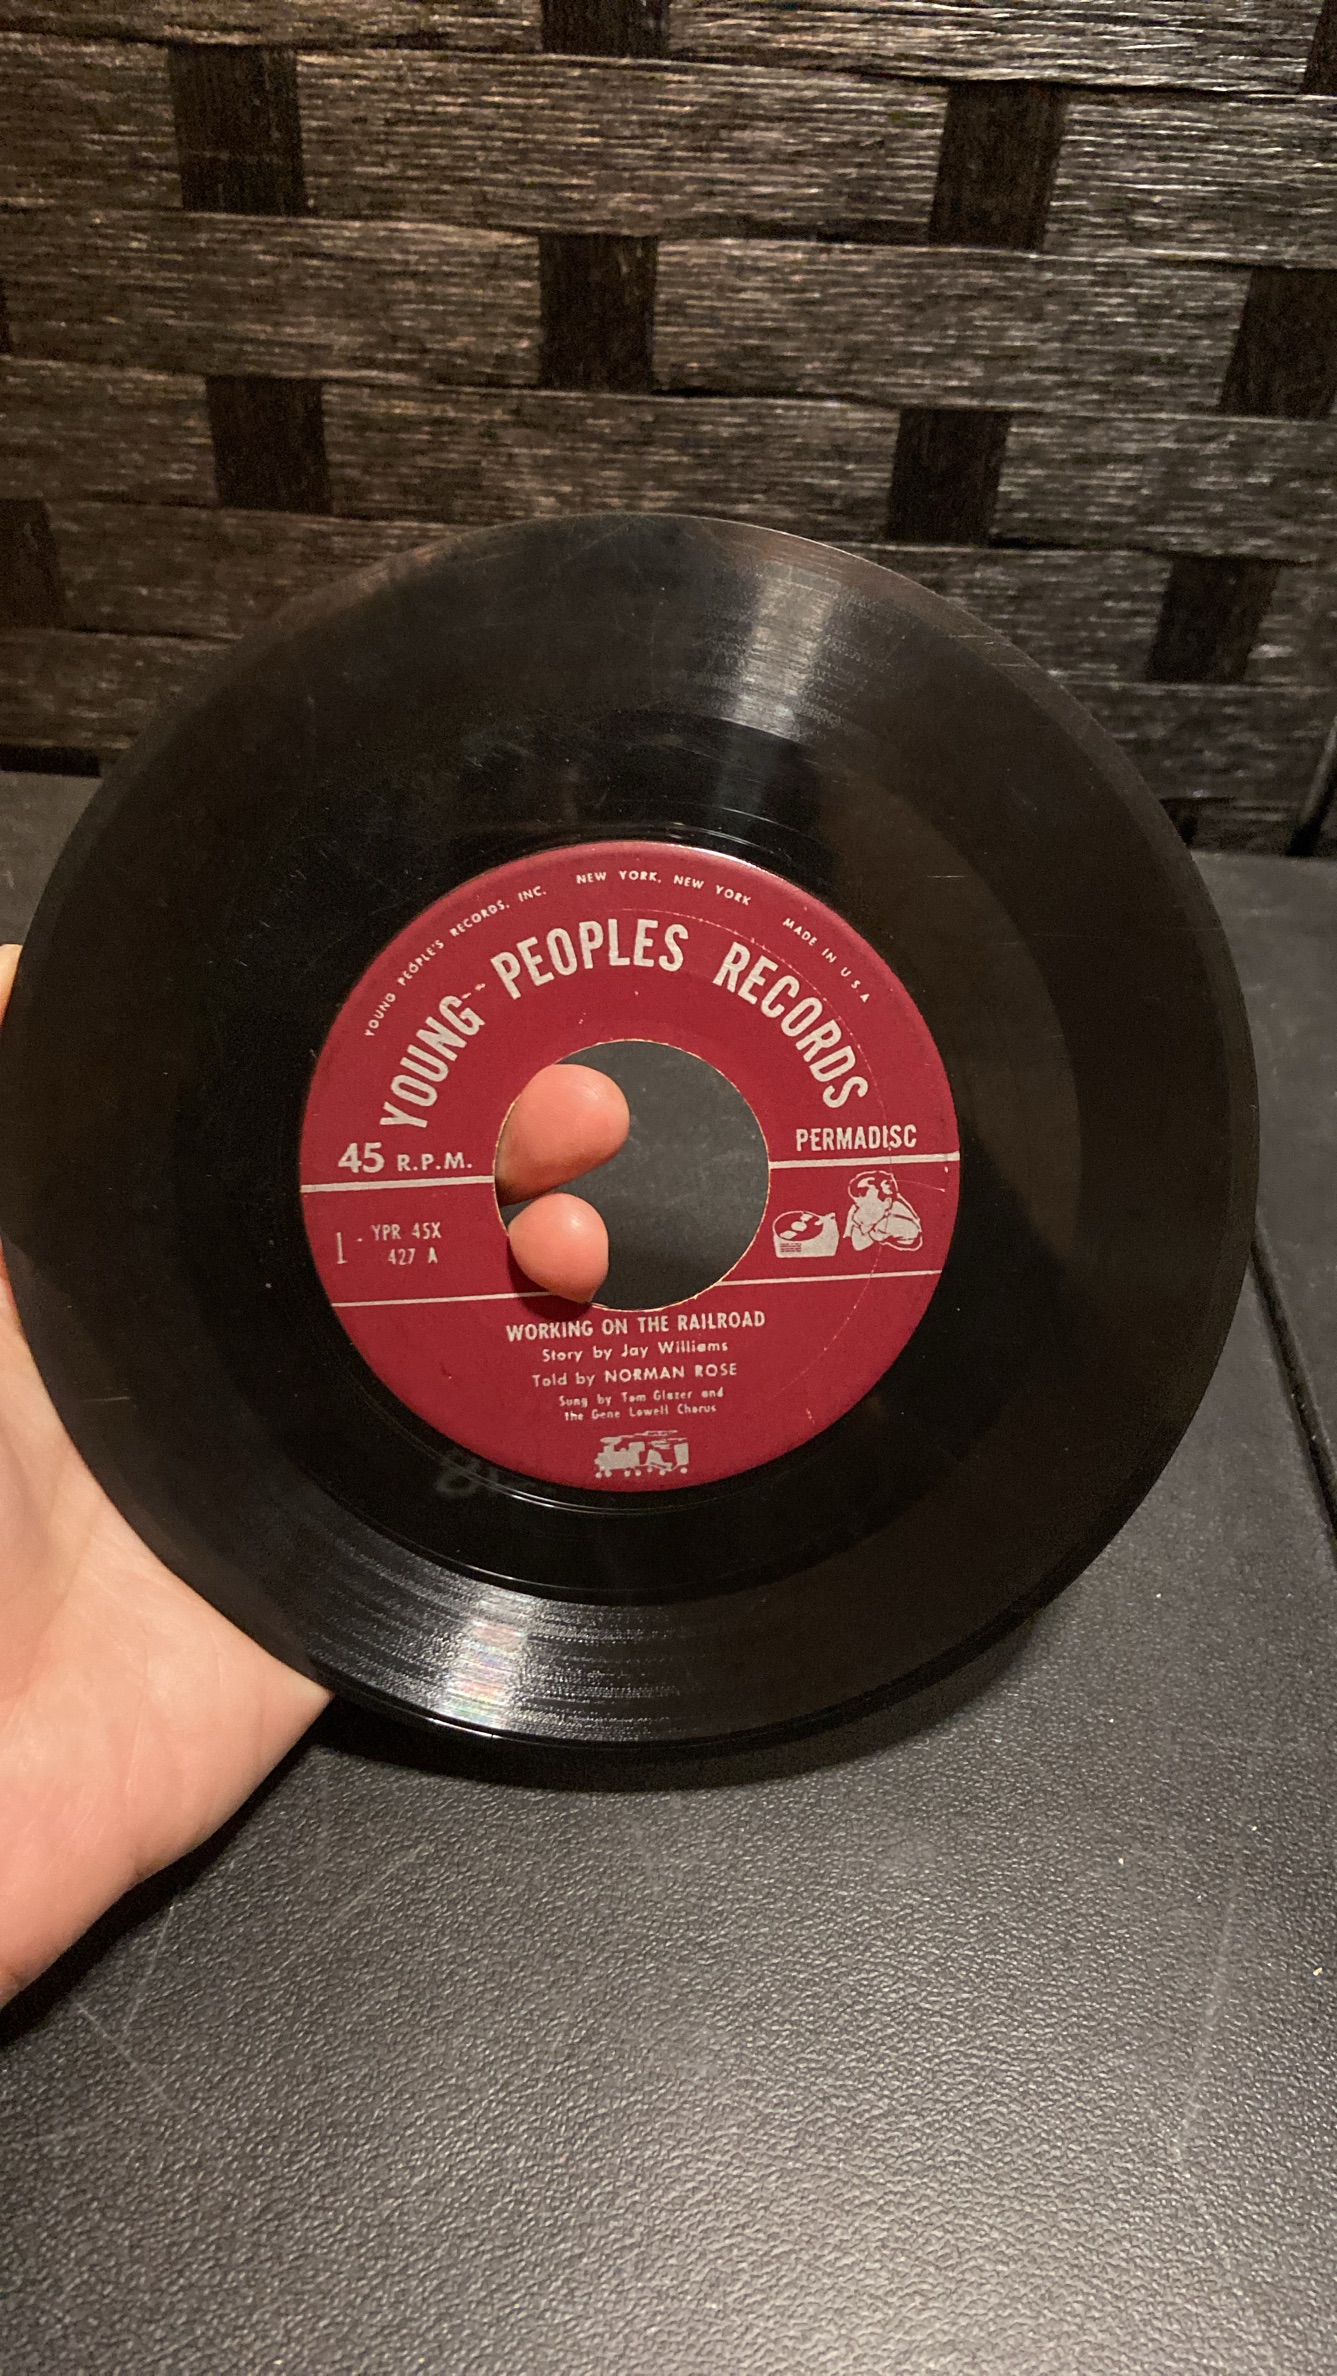 YOUNG PEOPLE'S RECORDS, INC. NEW YORK, NEW YORK MADE IN U S A
YOUNG PEOPLES RECORDS
45 R.P.M.
PERMADISC
1 - YPR 45X
427 A
WORKING ON THE RAILROAD
Story by Jay Williams
Told by NORMAN ROSE
Sung by Tom Glazer and
the Gene Lowell Chorus